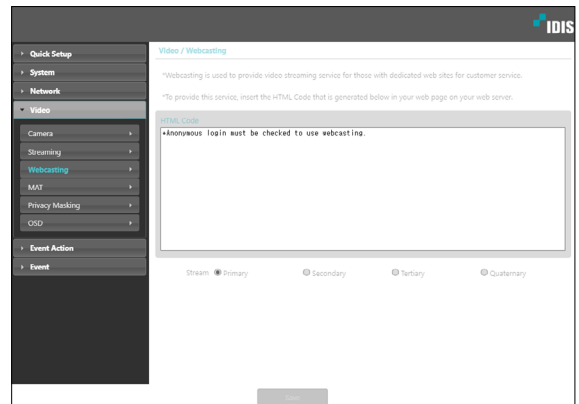 IDIS
Quick Setup
System
Network
Video
Camera
Streaming
Webcasting
MAT
Privacy Masking
OSD
Event Action
Event
Video / Webcasting
*Webcasting is used to provide video streaming service for those with dedicated web sites for customer service.
*To provide this service, insert the HTML Code that is generated below in your web page on your web server.
HTML Code
*Anonymous login must be checked to use webcasting.
Stream Primary Secondary Tertiary Quaternary
Save